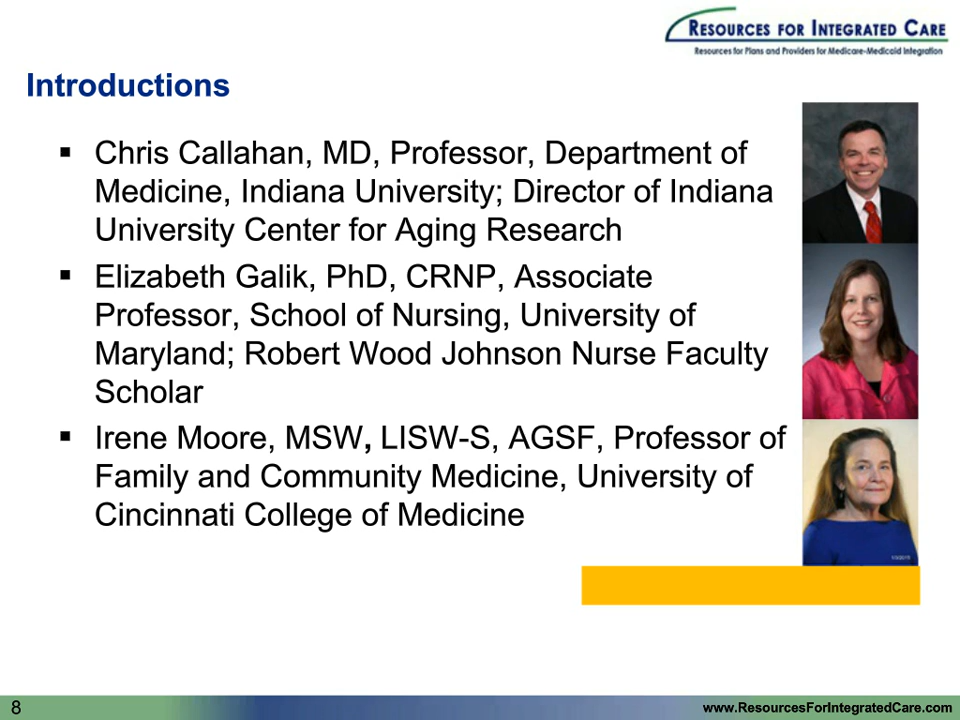 RESOURCES FOR INTEGRATED CARE
Resources for Plans and Providers for Medicare-Medicaid Integration
Introductions
▪ Chris Callahan, MD, Professor, Department of
Medicine, Indiana University; Director of Indiana
University Center for Aging Research
▪ Elizabeth Galik, PhD, CRNP, Associate
Professor, School of Nursing, University of
Maryland; Robert Wood Johnson Nurse Faculty
Scholar
▪ Irene Moore, MSW, LISW-S, AGSF, Professor of
Family and Community Medicine, University of
Cincinnati College of Medicine
8
www.ResourcesForIntegratedCare.com